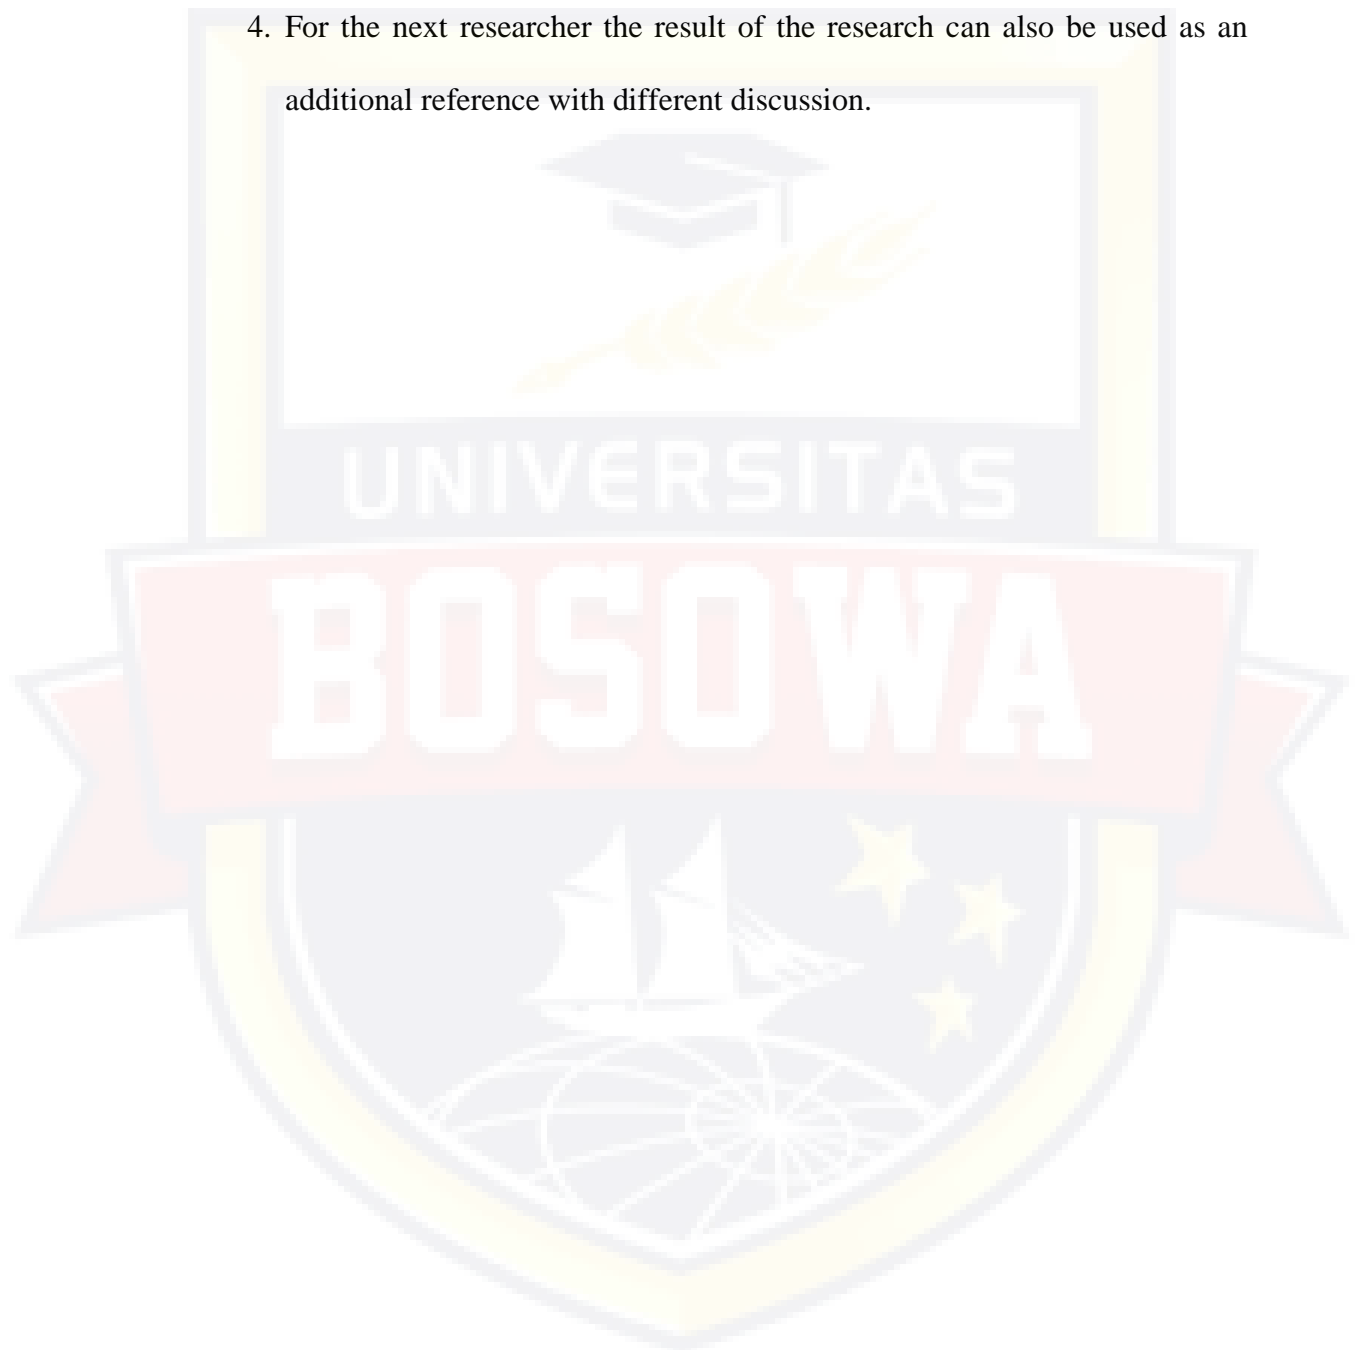 4. For the next researcher the result of the research can also be used as an
additional reference with different discussion.
UNIVERSITAS
BOSOWA